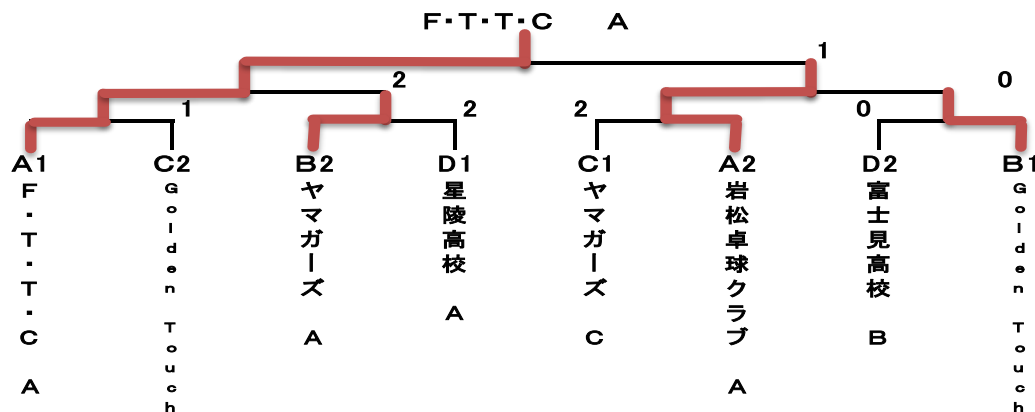 F・T・T・C A
1
2
0
1
2
2
0
A1
C2
B2
D1
C1
A2
D2
B1
F・T・T・C A
Golden Touch
ヤマガーズ A
星陵高校 A
ヤマガーズ C
岩松卓球クラブ A
富士見高校 B
Golden Touch